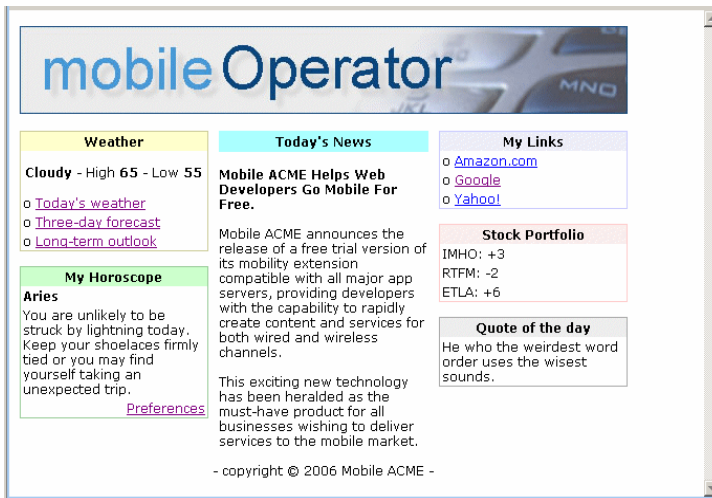 mobile Operator
JKL
MNO
Weather
Cloudy - High 65 - Low 55
o Today's weather
o Three-day forecast
o Long-term outlook
My Horoscope
Aries
You are unlikely to be
struck by lightning today.
Keep your shoelaces firmly
tied or you may find
yourself taking an
unexpected trip.
Preferences
Today's News
Mobile ACME Helps Web
Developers Go Mobile For
Free.
Mobile ACME announces the
release of a free trial version of
its mobility extension
compatible with all major app
servers, providing developers
with the capability to rapidly
create content and services for
both wired and wireless
channels.
This exciting new technology
has been heralded as the
must-have product for all
businesses wishing to deliver
services to the mobile market.
My Links
o Amazon.com
o Google
o Yahoo!
Stock Portfolio
IMHO: +3
RTFM: -2
ETLA: +6
Quote of the day
He who the weirdest word
order uses the wisest
sounds.
- copyright © 2006 Mobile ACME -